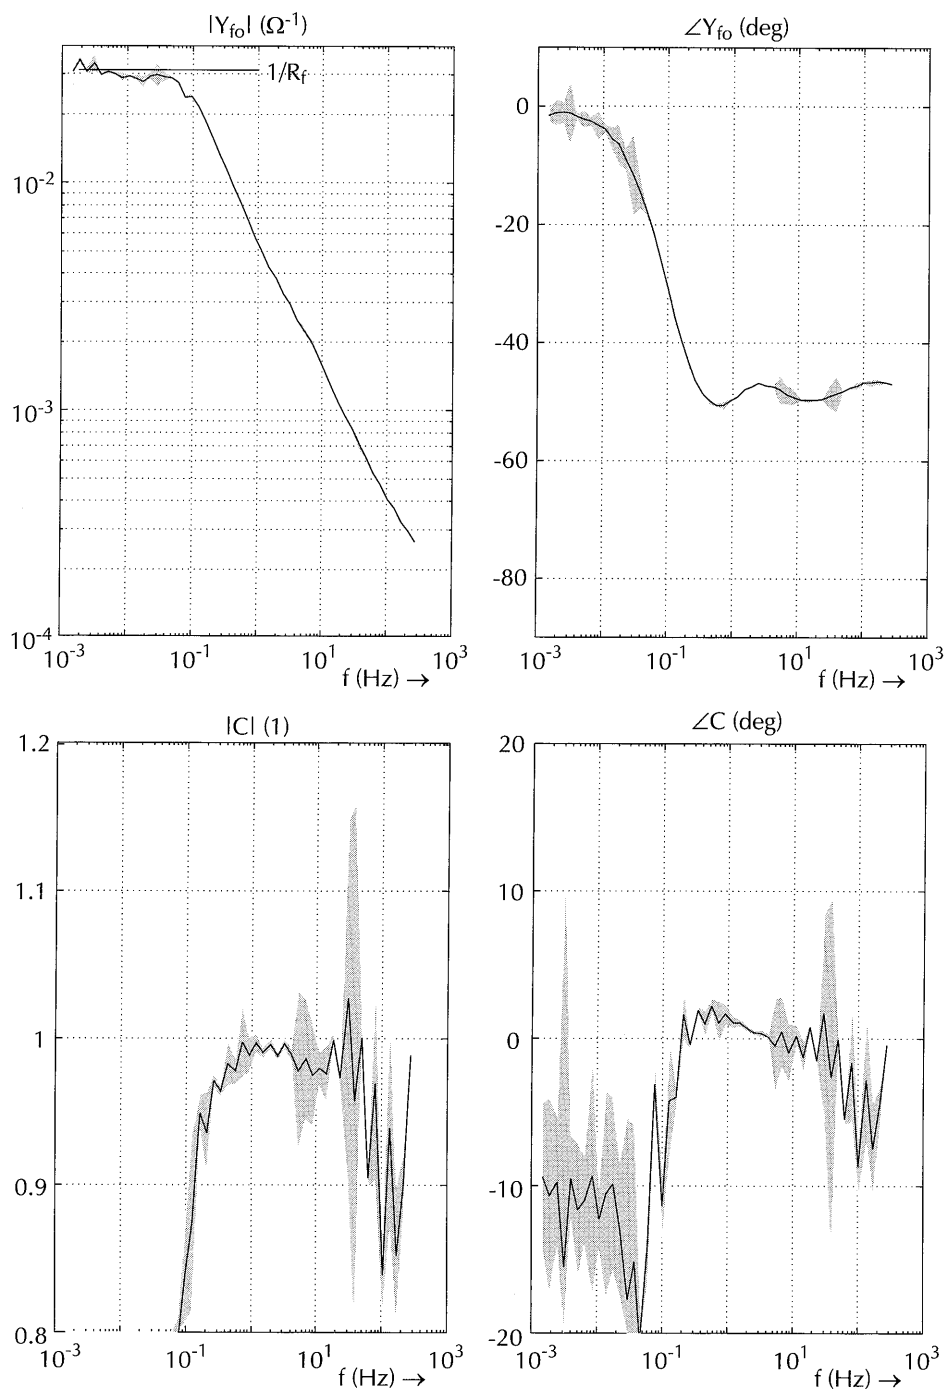 |Y_fo| (Ω^-1)
1/R_f
10^-2
10^-3
10^-4
10^-3 10^-1 10^1 10^3
f (Hz) →
∠Y_fo (deg)
0
-20
-40
-60
-80
10^-3 10^-1 10^1 10^3
f (Hz) →
|C| (1)
1.2
1.1
1
0.9
0.8
10^-3 10^-1 10^1 10^3
f (Hz) →
∠C (deg)
20
10
0
-10
-20
10^-3 10^-1 10^1 10^3
f (Hz) →